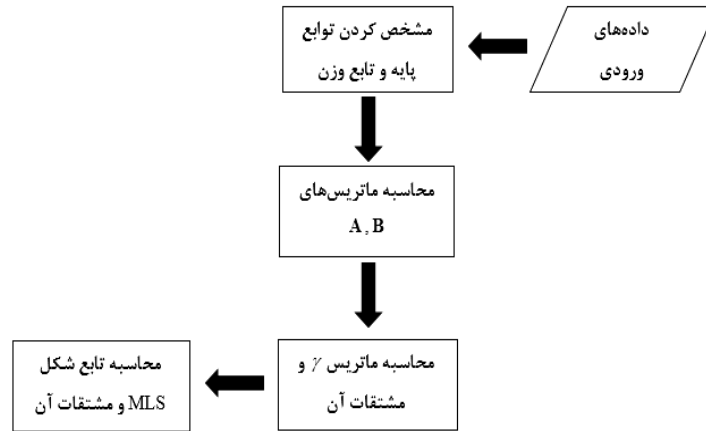 داده‌های
ورودی
مشخص کردن توابع
پایه و تابع وزن
محاسبه ماتریس‌های
A , B
محاسبه ماتریس γ و
مشتقات آن
محاسبه تابع شکل
MLS و مشتقات آن